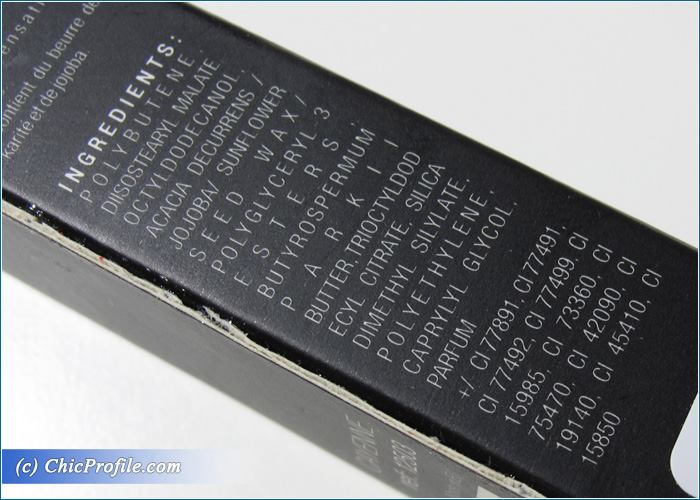 ensati
ontient du beurre de
karité et de jojoba.
INGREDIENTS:
POLYBUTENE,
DIISOSTEARYL MALATE,
OCTYLDODECANOL,
ACACIA DECURRENS /
JOJOBA/ SUNFLOWER
SEED WAX/
POLYGLYCERYL-3
ESTERS,
BUTYROSPERMUM
PARKII
BUTTER,TRIOCTYLDOD
ECYL CITRATE, SILICA
DIMETHYL SILYLATE,
POLYETHYLENE,
CAPRYLYL GLYCOL,
PARFUM
+/- CI 77891, CI 77491,
CI 77492, CI 77499, CI
15985, CI 73360, CI
75470, CI 42090, CI
19140, CI 45410, CI
15850
CAYENNE
(c) ChicProfile.com